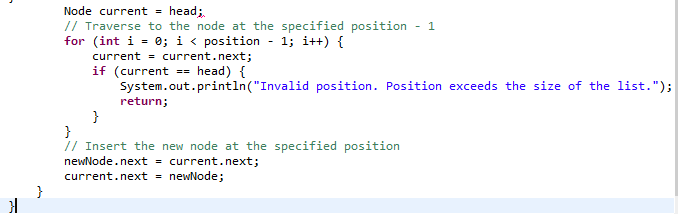 Node current = head;
// Traverse to the node at the specified position - 1
for (int i = 0; i < position - 1; i++) {
current = current.next;
if (current == head) {
System.out.println("Invalid position. Position exceeds the size of the list.");
return;
}
}
// Insert the new node at the specified position
newNode.next = current.next;
current.next = newNode;
}
}